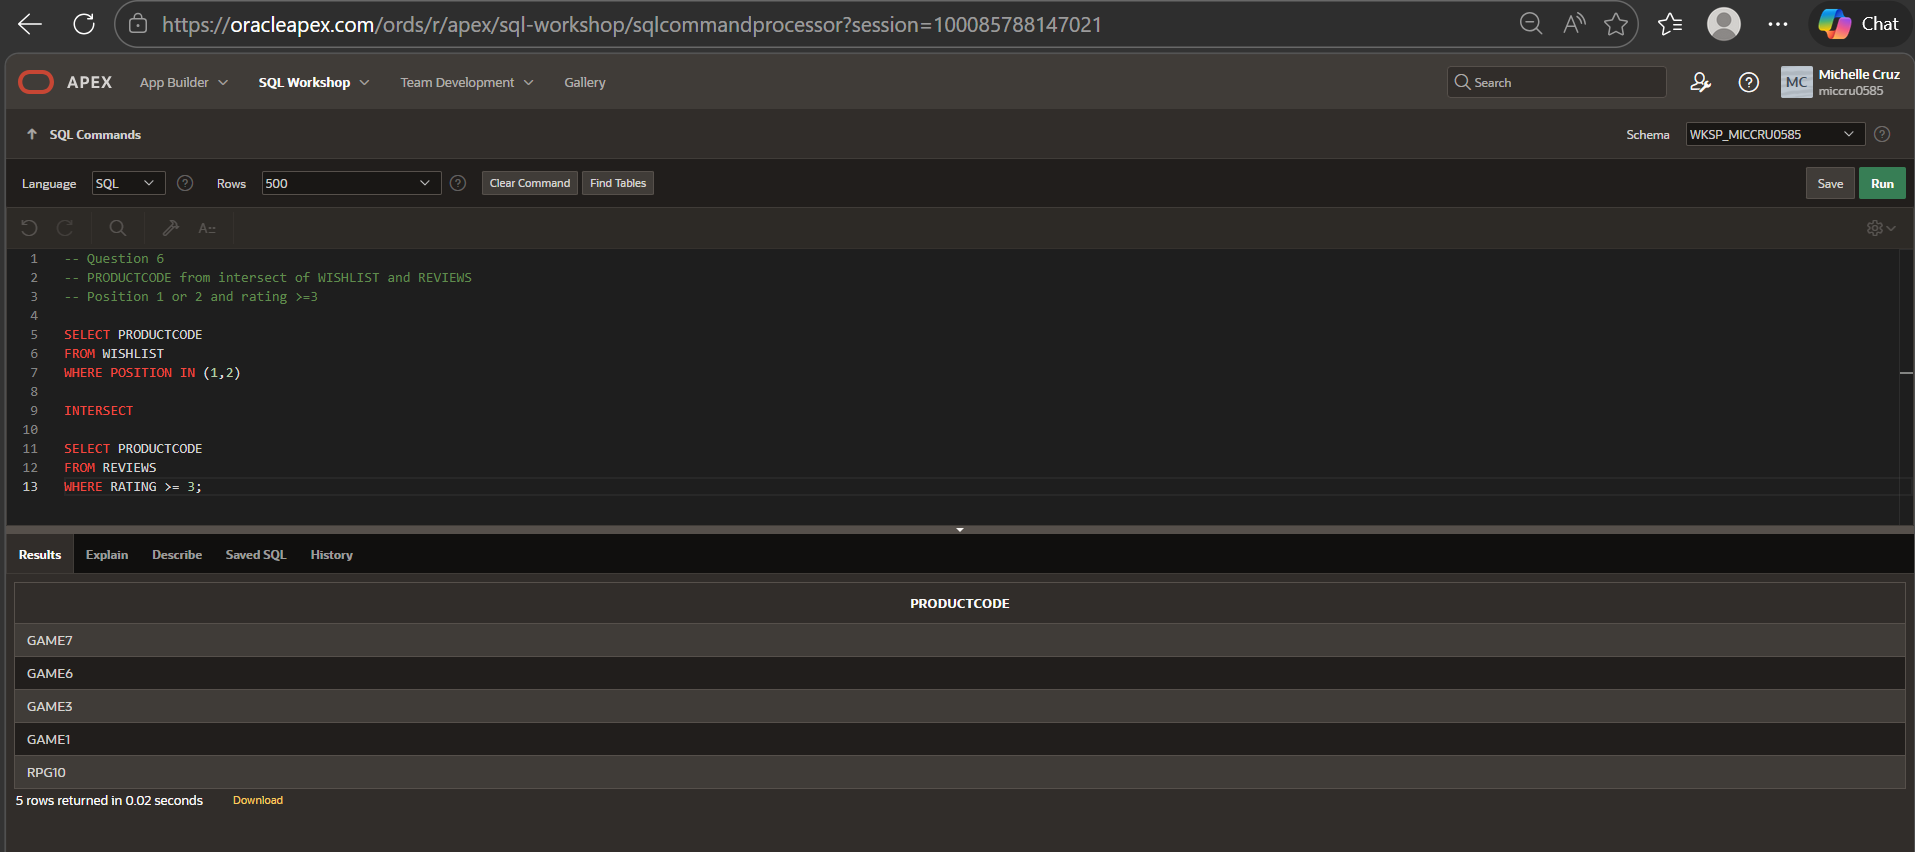 https://oracleapex.com/ords/r/apex/sql-workshop/sqlcommandprocessor?session=100085788147021
Chat
APEX
App Builder
SQL Workshop
Team Development
Gallery
Search
MC
Michelle Cruz
miccru0585
SQL Commands
Schema
WKSP_MICCRU0585
Language
SQL
Rows
500
Clear Command
Find Tables
Save
Run
1 -- Question 6
2 -- PRODUCTCODE from intersect of WISHLIST and REVIEWS
3 -- Position 1 or 2 and rating >=3
4
5 SELECT PRODUCTCODE
6 FROM WISHLIST
7 WHERE POSITION IN (1,2)
8
9 INTERSECT
10
11 SELECT PRODUCTCODE
12 FROM REVIEWS
13 WHERE RATING >= 3;
Results
Explain
Describe
Saved SQL
History
PRODUCTCODE
GAME7
GAME6
GAME3
GAME1
RPG10
5 rows returned in 0.02 seconds
Download